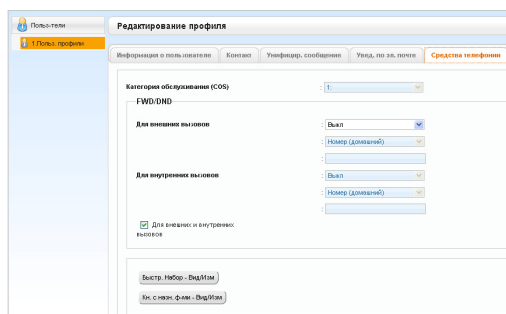 Польз-тели
Редактирование профиля
1.Польз. профили
Информация о пользователе Контакт Унифицир. сообщение Увед. по эл. почте Средства телефонии
Категория обслуживания (COS) : 1
FWD/DND
Для внешних вызовов : Выкл
: Номер (домашний)
:
Для внутренних вызовов : Выкл
: Номер (домашний)
:
Для внешних и внутренних
вызовов
Быстр. Набор - Вид/Изм
Кн. с назн. ф-ми - Вид/Изм